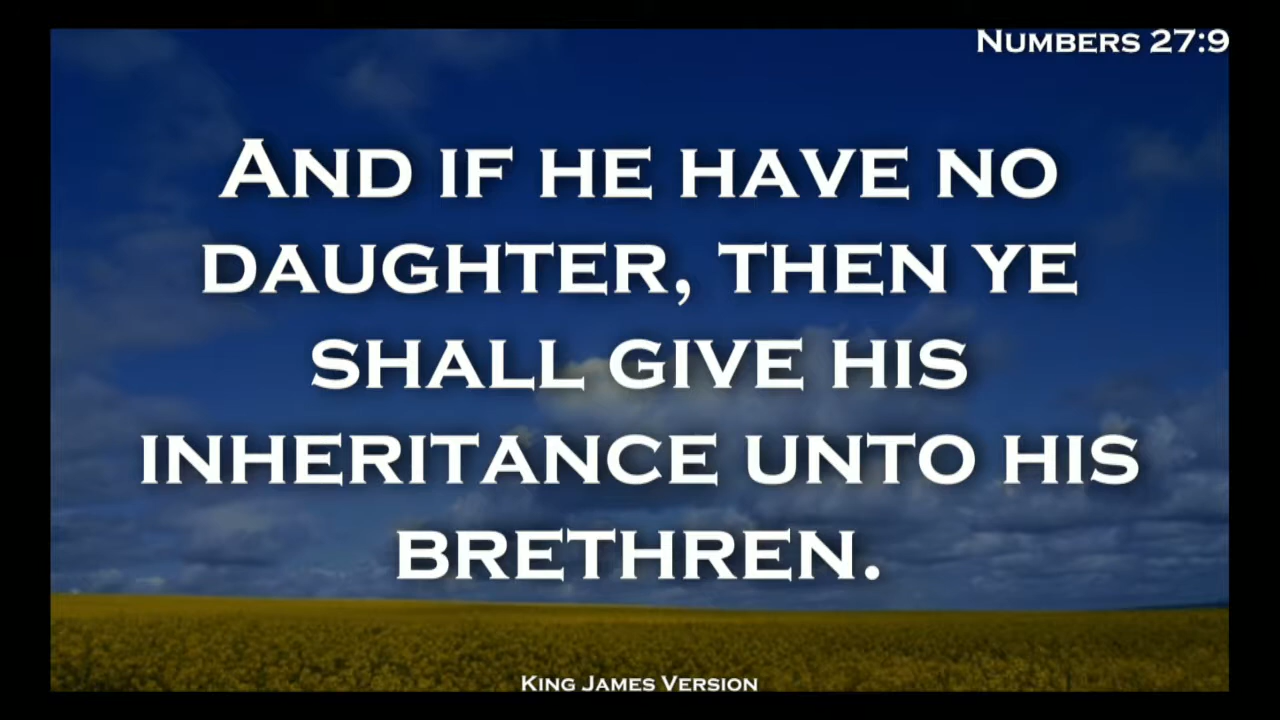 Numbers 27:9
And if he have no
daughter, then ye
shall give his
inheritance unto his
brethren.
King James Version